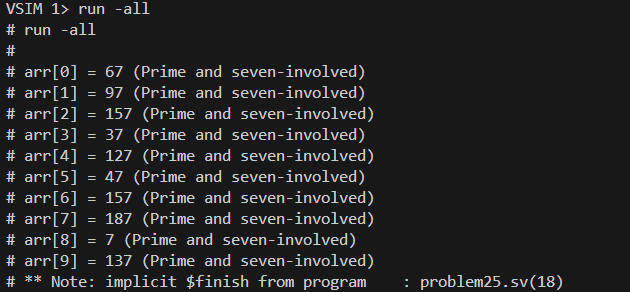 VSIM 1> run -all
# run -all
#
# arr[0] = 67 (Prime and seven-involved)
# arr[1] = 97 (Prime and seven-involved)
# arr[2] = 157 (Prime and seven-involved)
# arr[3] = 37 (Prime and seven-involved)
# arr[4] = 127 (Prime and seven-involved)
# arr[5] = 47 (Prime and seven-involved)
# arr[6] = 157 (Prime and seven-involved)
# arr[7] = 187 (Prime and seven-involved)
# arr[8] = 7 (Prime and seven-involved)
# arr[9] = 137 (Prime and seven-involved)
# ** Note: implicit $finish from program    : problem25.sv(18)